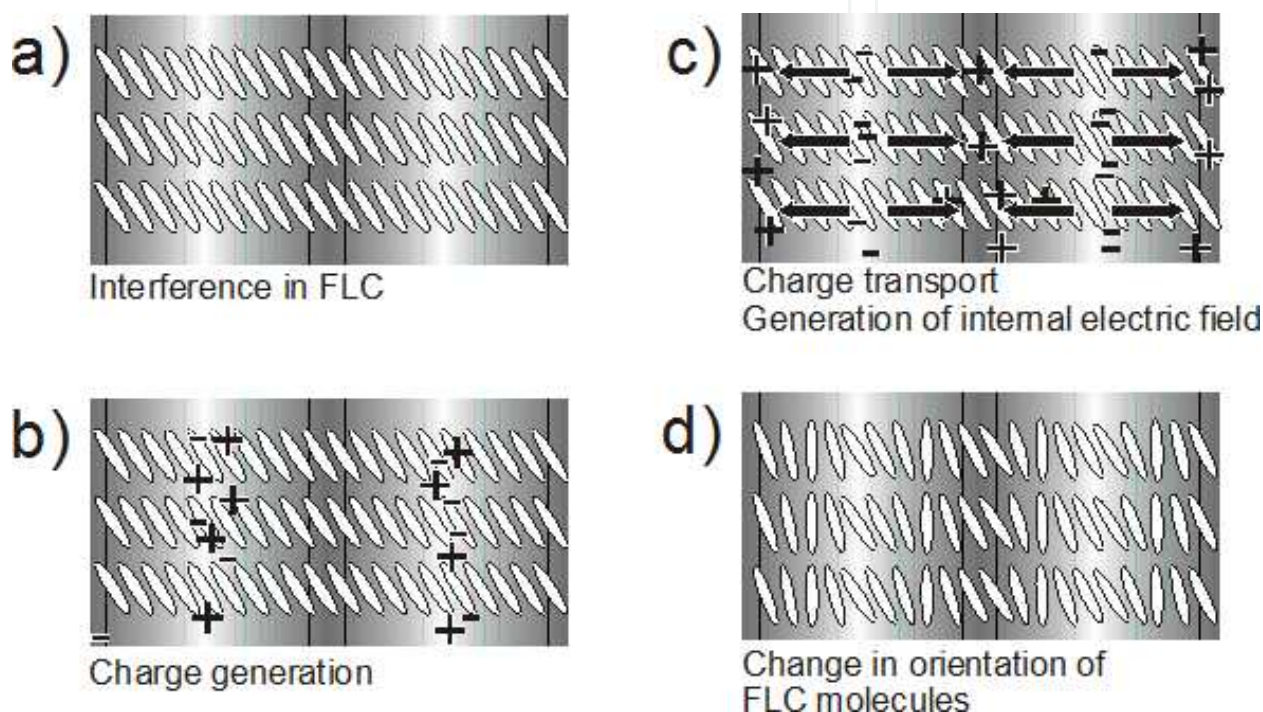 a)
Interference in FLC
b)
Charge generation
c)
Charge transport
Generation of internal electric field
d)
Change in orientation of
FLC molecules